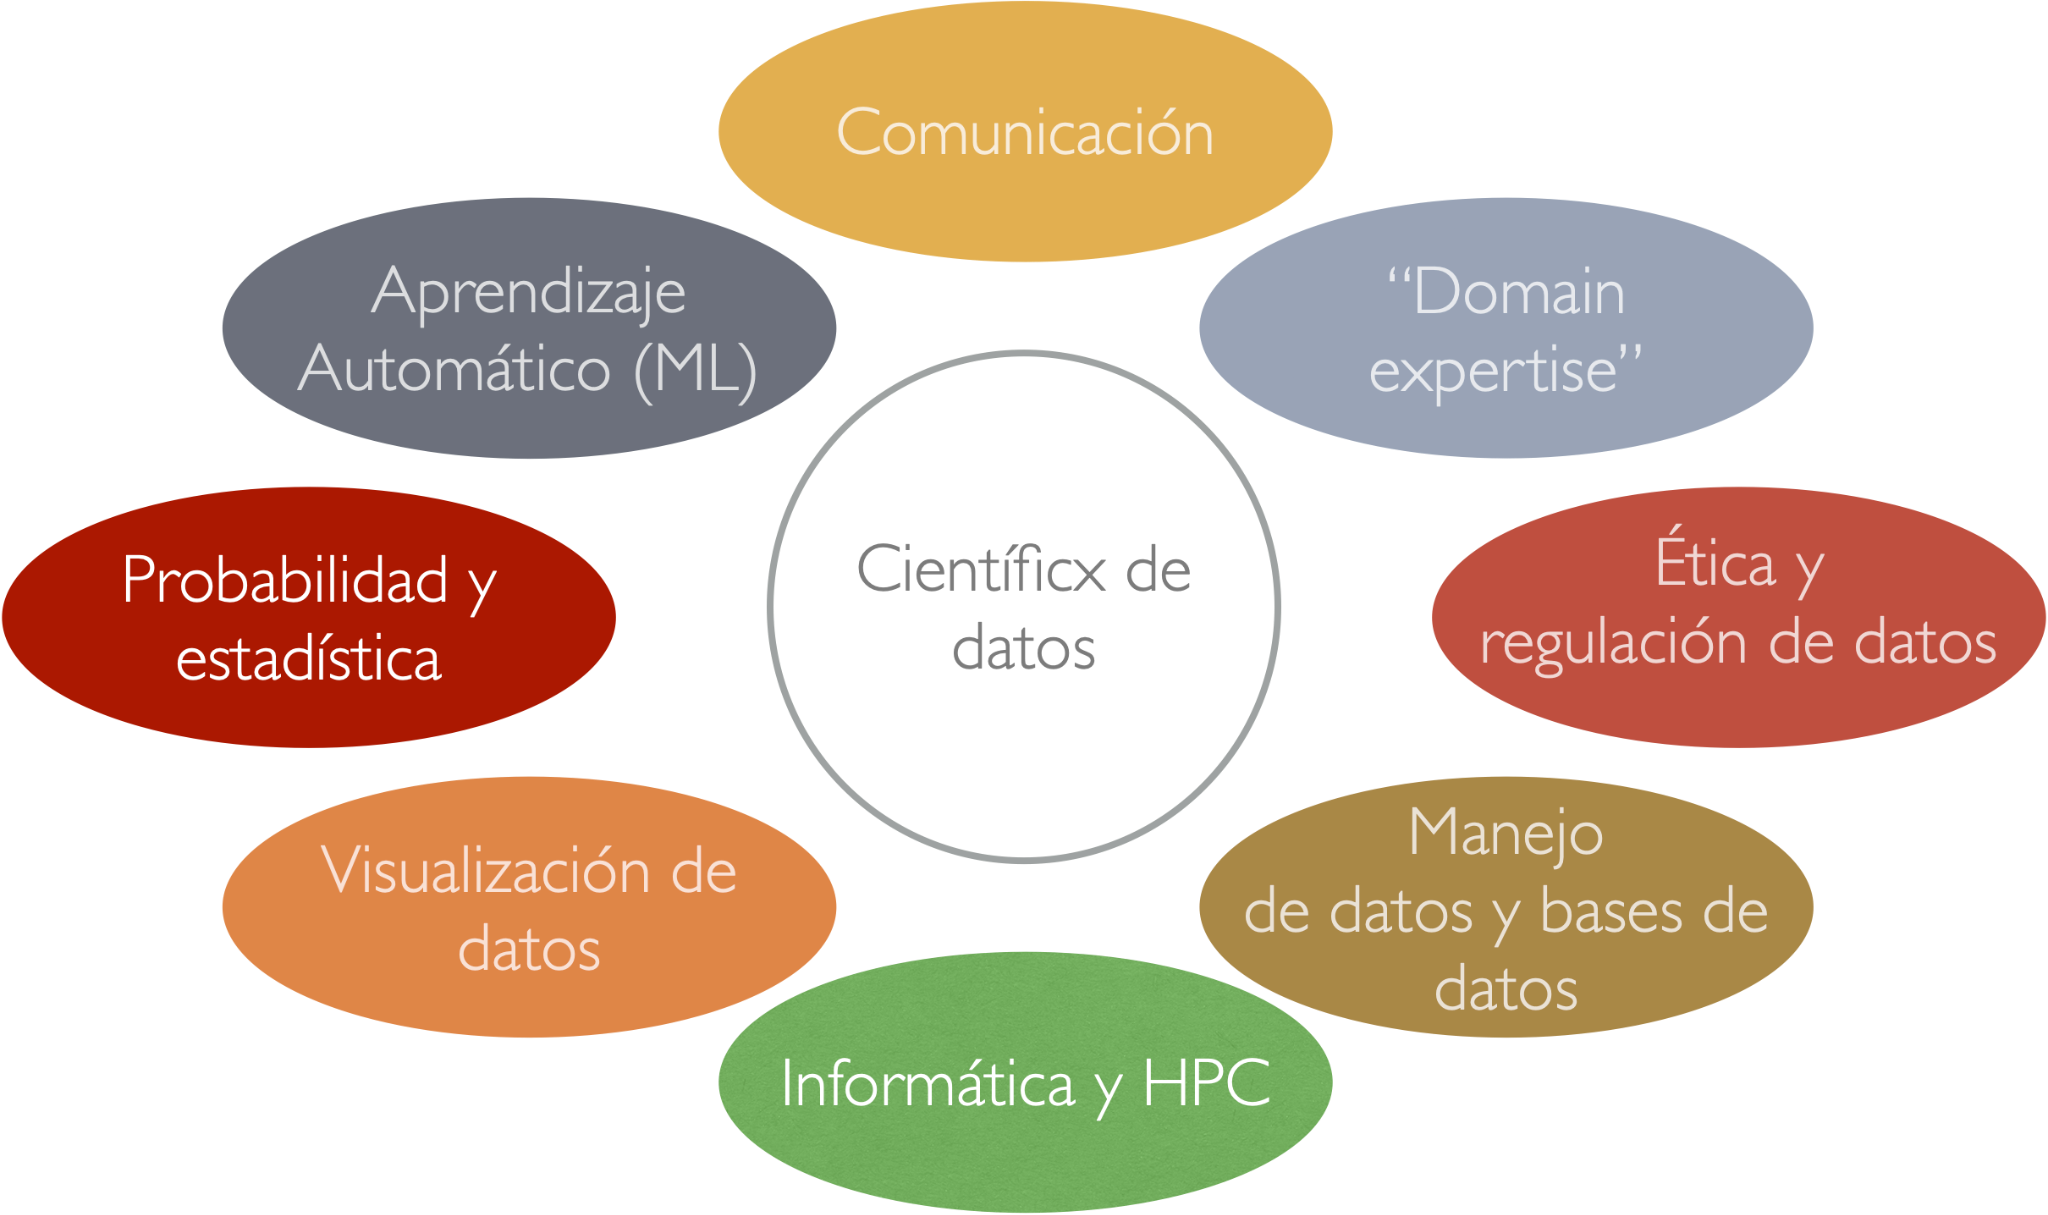 Comunicación
Aprendizaje
Automático (ML)
“Domain
expertise”
Probabilidad y
estadística
Científicx de
datos
Ética y
regulación de datos
Visualización de
datos
Manejo
de datos y bases de
datos
Informática y HPC